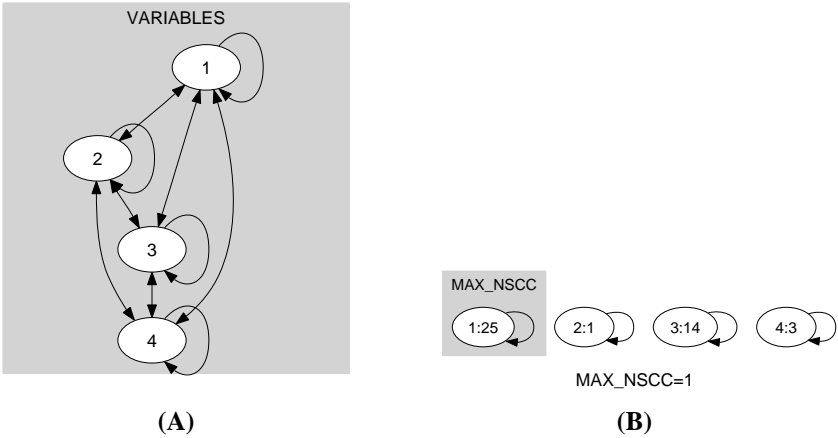 VARIABLES
1
2
3
4
MAX_NSCC
1:25 2:1 3:14 4:3
MAX_NSCC=1
(A) (B)